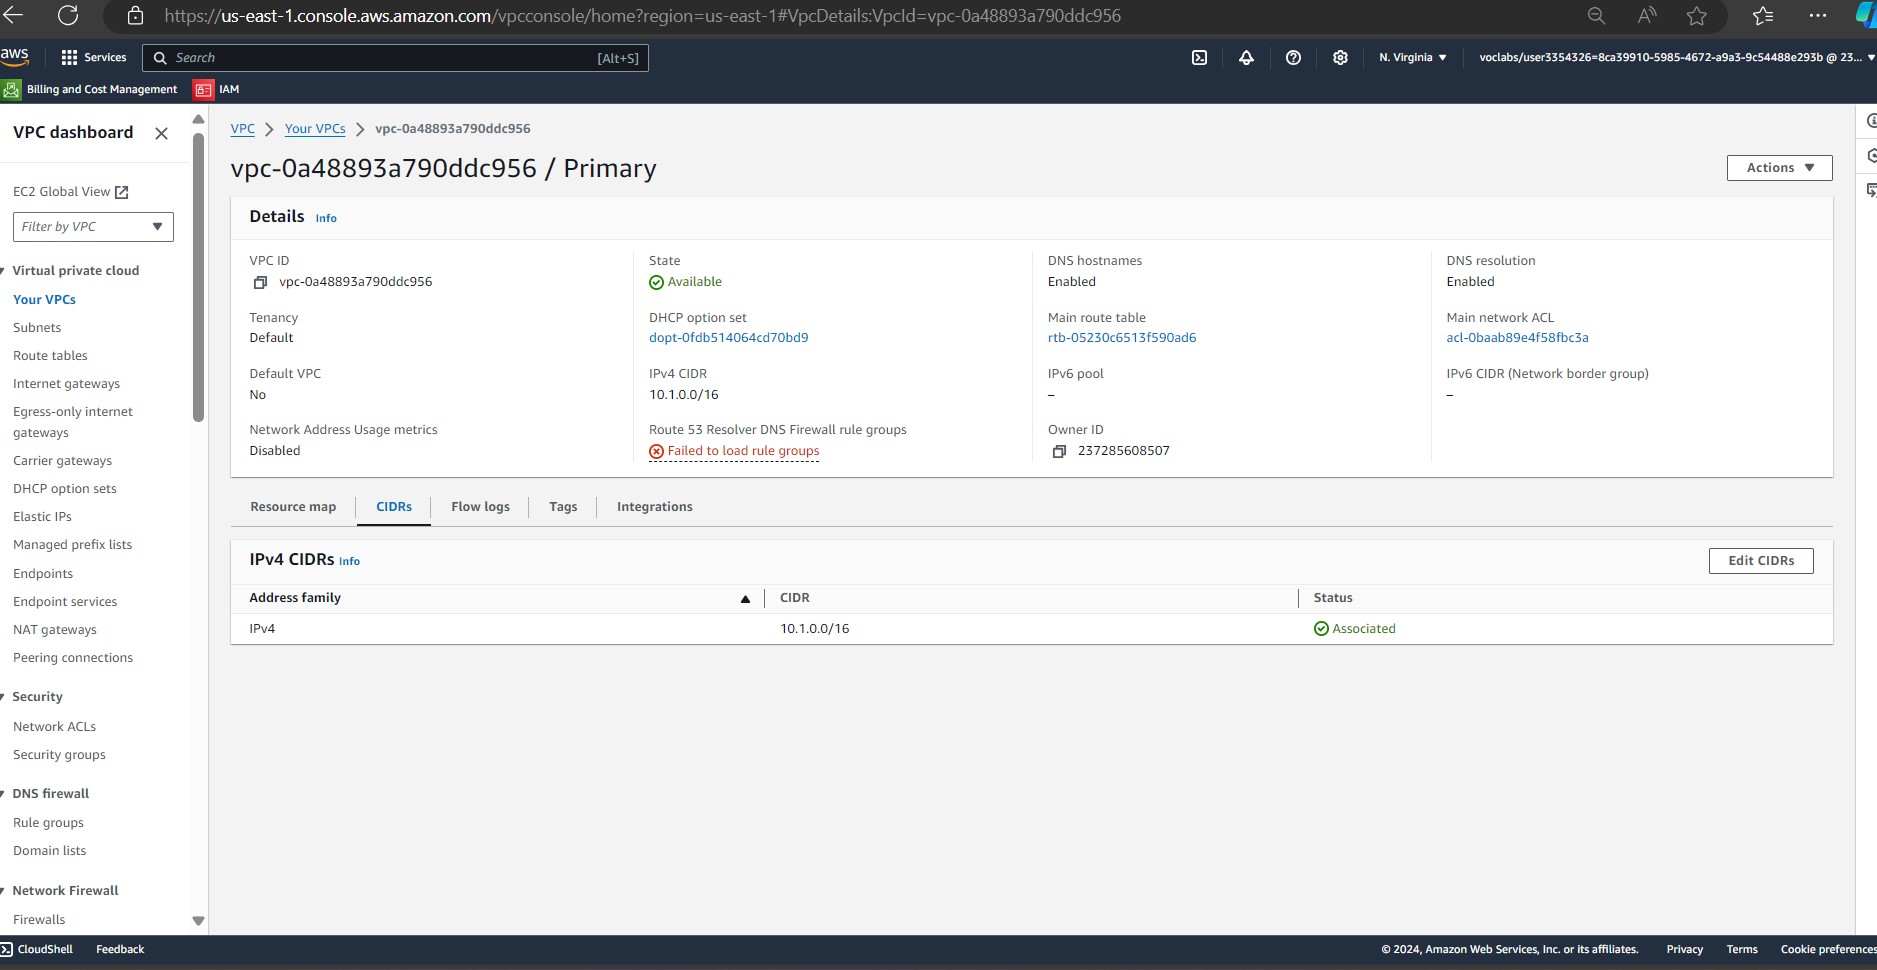 https://us-east-1.console.aws.amazon.com/vpcconsole/home?region=us-east-1#VpcDetails:VpcId=vpc-0a48893a790ddc956
aws
Services
Search
[Alt+S]
N. Virginia
voclabs/user3354326=8ca39910-5985-4672-a9a3-9c54488e293b @ 23...
Billing and Cost Management
IAM
VPC dashboard
EC2 Global View
Filter by VPC
Virtual private cloud
Your VPCs
Subnets
Route tables
Internet gateways
Egress-only internet
gateways
Carrier gateways
DHCP option sets
Elastic IPs
Managed prefix lists
Endpoints
Endpoint services
NAT gateways
Peering connections
Security
Network ACLs
Security groups
DNS firewall
Rule groups
Domain lists
Network Firewall
Firewalls
VPC
Your VPCs
vpc-0a48893a790ddc956
vpc-0a48893a790ddc956 / Primary
Actions
Details Info
VPC ID
vpc-0a48893a790ddc956
State
Available
DNS hostnames
Enabled
DNS resolution
Enabled
Tenancy
Default
DHCP option set
dopt-0fdb514064cd70bd9
Main route table
rtb-05230c6513f590ad6
Main network ACL
acl-0baab89e4f58fbc3a
Default VPC
No
IPv4 CIDR
10.1.0.0/16
IPv6 pool
–
IPv6 CIDR (Network border group)
–
Network Address Usage metrics
Disabled
Route 53 Resolver DNS Firewall rule groups
Failed to load rule groups
Owner ID
237285608507
Resource map
CIDRs
Flow logs
Tags
Integrations
IPv4 CIDRs Info
Edit CIDRs
Address family
CIDR
Status
IPv4
10.1.0.0/16
Associated
CloudShell
Feedback
© 2024, Amazon Web Services, Inc. or its affiliates.
Privacy
Terms
Cookie preferences